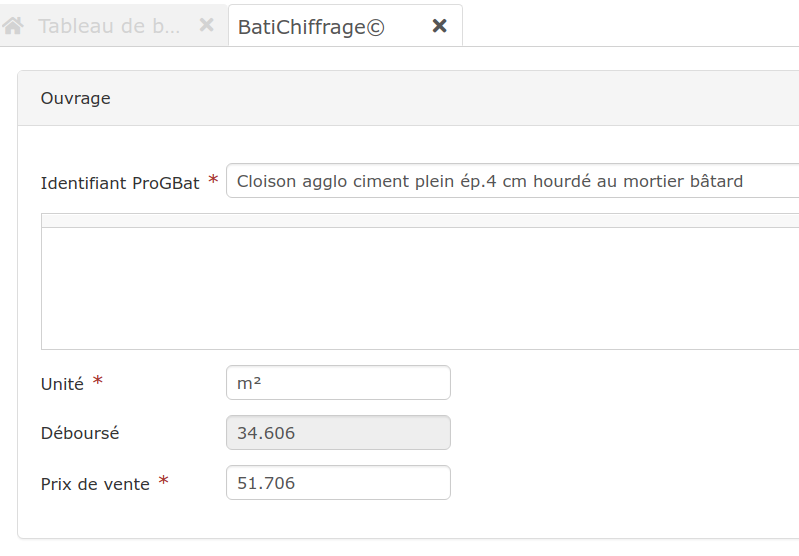 Tableau de b...
BatiChiffrage©
Ouvrage
Identifiant ProGBat * Cloison agglo ciment plein ép.4 cm hourdé au mortier bâtard
Unité * m²
Déboursé 34.606
Prix de vente * 51.706